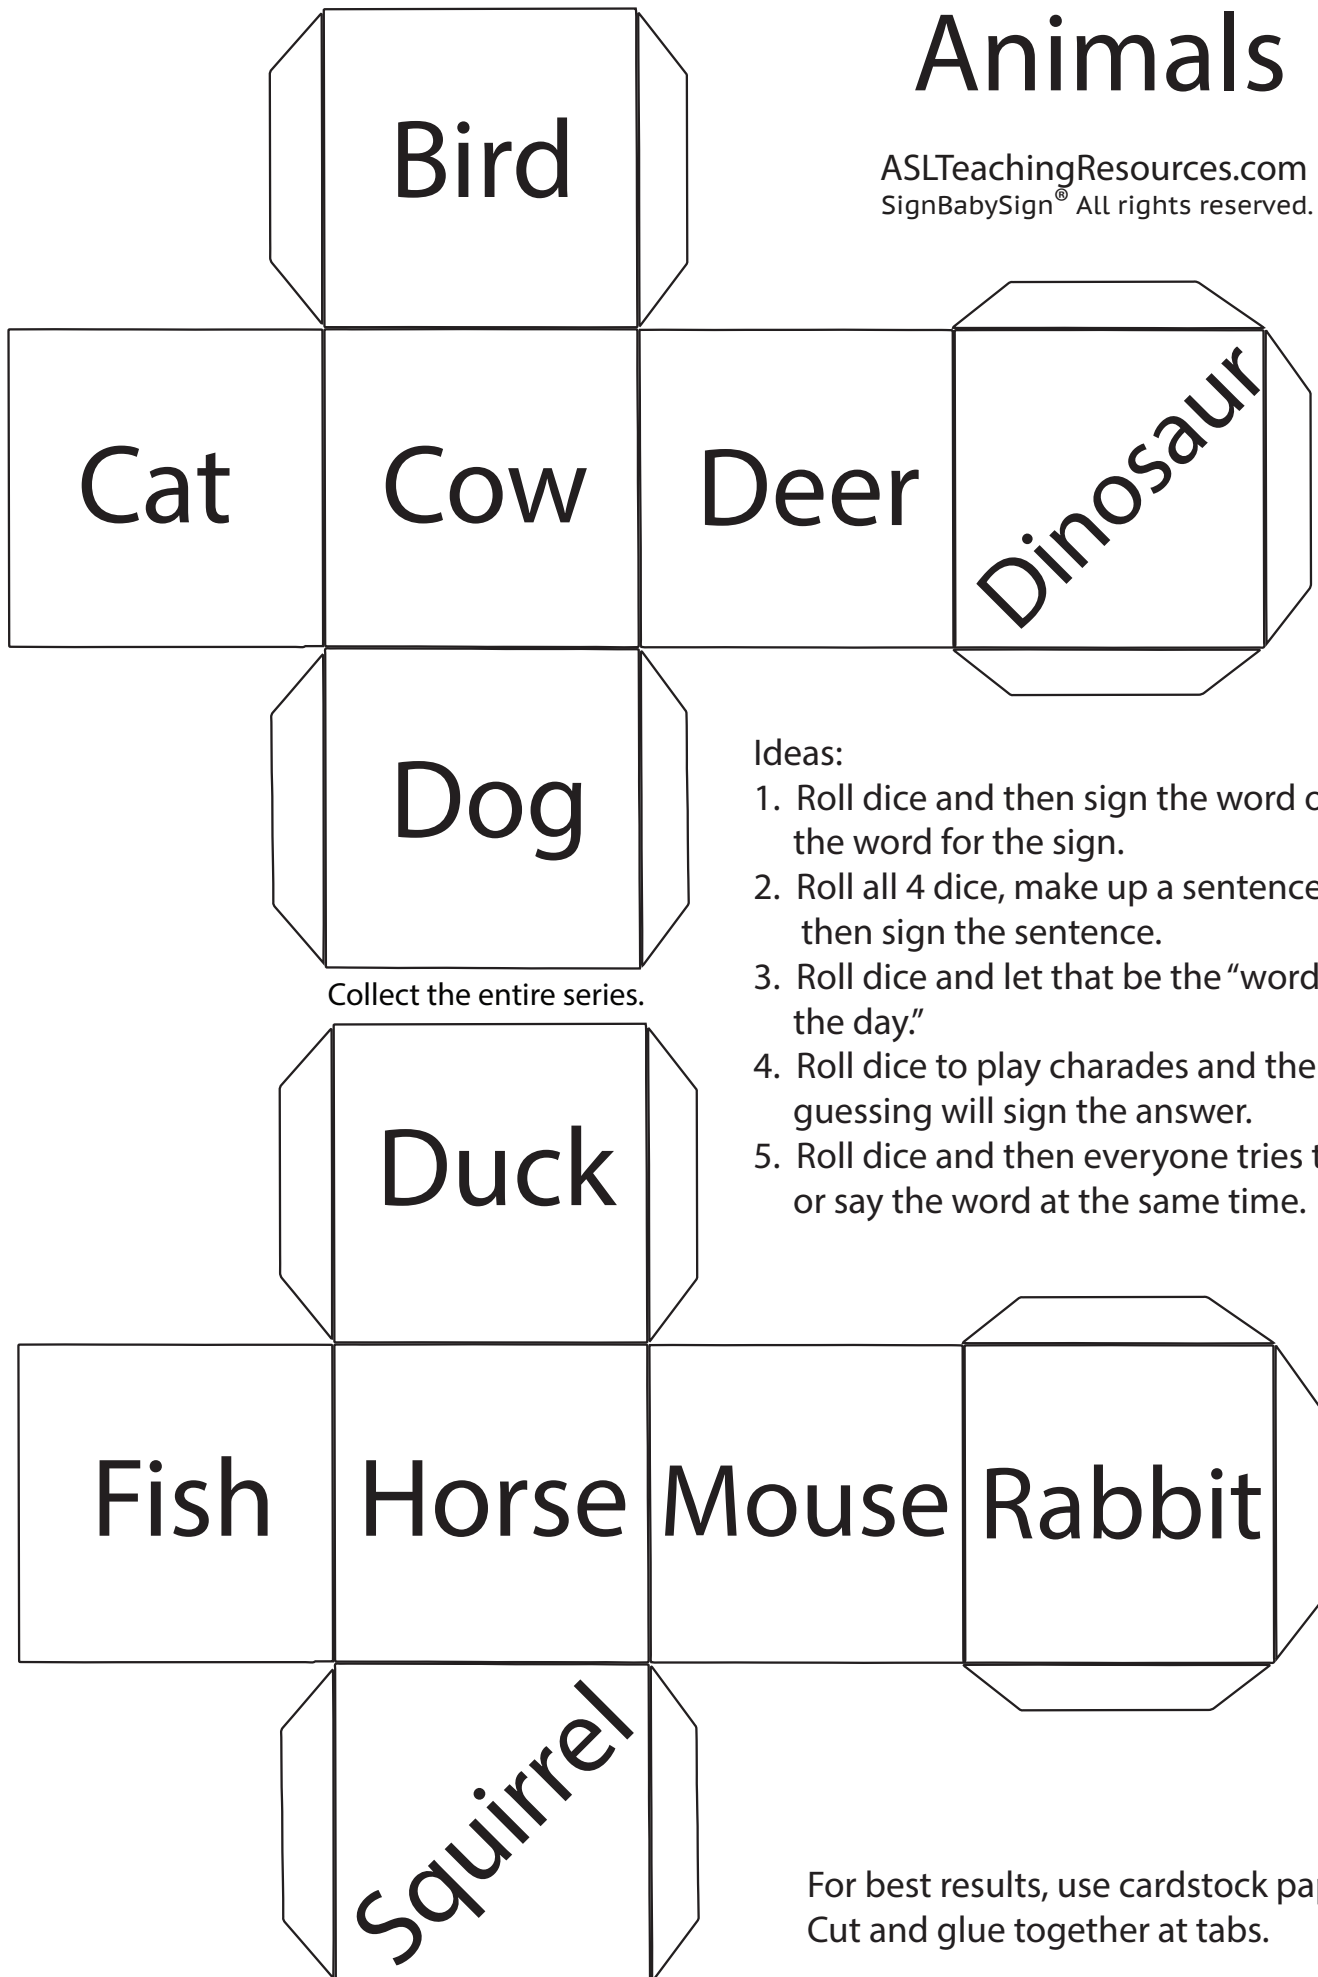 Animals
ASLTeachingResources.com
SignBabySign® All rights reserved.
Bird
Cat
Cow
Deer
Dinosaur
Dog
Collect the entire series.
Ideas:
1. Roll dice and then sign the word
the word for the sign.
2. Roll all 4 dice, make up a sentence
then sign the sentence.
3. Roll dice and let that be the “word
the day.”
4. Roll dice to play charades and the
guessing will sign the answer.
5. Roll dice and then everyone tries
or say the word at the same time.
Duck
Fish
Horse
Mouse
Rabbit
Squirrel
For best results, use cardstock
Cut and glue together at tabs.